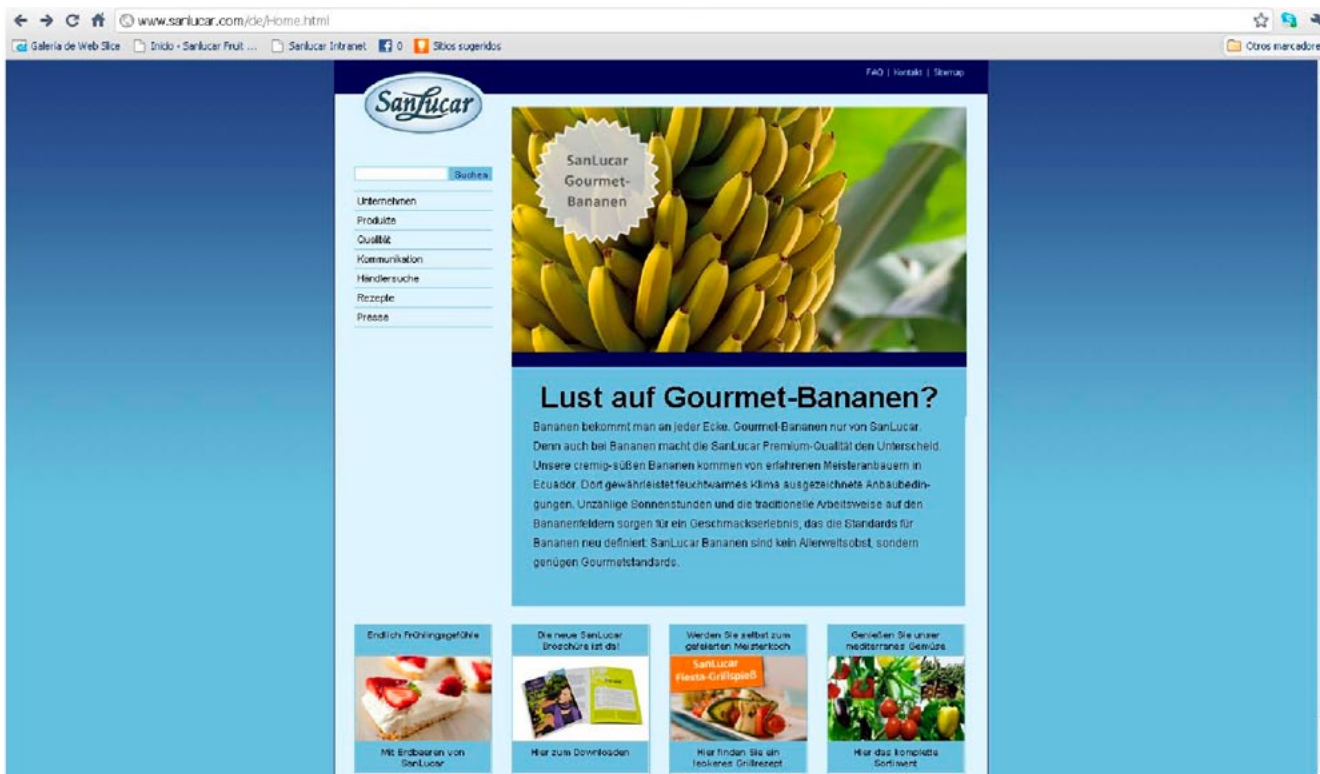 www.sanlucar.com/de/Home.html
Galería de Web Slice
Inicio - Sanlucar Fruit ...
Sanlucar Intranet
0
Sitios sugeridos
Otros marcadore
FAQ | Kontakt | Sitemap
SanLucar
Suchen
Unternehmen
Produkte
Qualität
Kommunikation
Händlersuche
Rezepte
Presse
SanLucar
Gourmet-
Bananen
Lust auf Gourmet-Bananen?
Bananen bekommt man an jeder Ecke. Gourmet-Bananen nur von SanLucar.
Denn auch bei Bananen macht die SanLucar Premium-Qualität den Unterscheid.
Unsere cremig-süßen Bananen kommen von erfahrenen Meisteranbauern in
Ecuador. Dort gewährleistet feuchtwarmes Klima ausgezeichnete Anbaubedin-
gungen. Unzählige Sonnenstunden und die traditionelle Arbeitsweise auf den
Bananenfeldern sorgen für ein Geschmackserlebnis, das die Standards für
Bananen neu definiert: SanLucar Bananen sind kein Allerweltsobst, sondern
genügen Gourmetstandards.
Endlich Frühlingsgefühle
Mit Erdbeeren von
SanLucar
Die neue SanLucar
Broschüre ist da!
Hier zum Downloaden
Werden Sie selbst zum
gefeierten Meisterkoch
SanLucar
Fiesta-Grillspieß
Hier finden Sie ein
leckeres Grillrezept
Genießen Sie unser
mediterranes Gemüse
Hier das komplette
Sortiment